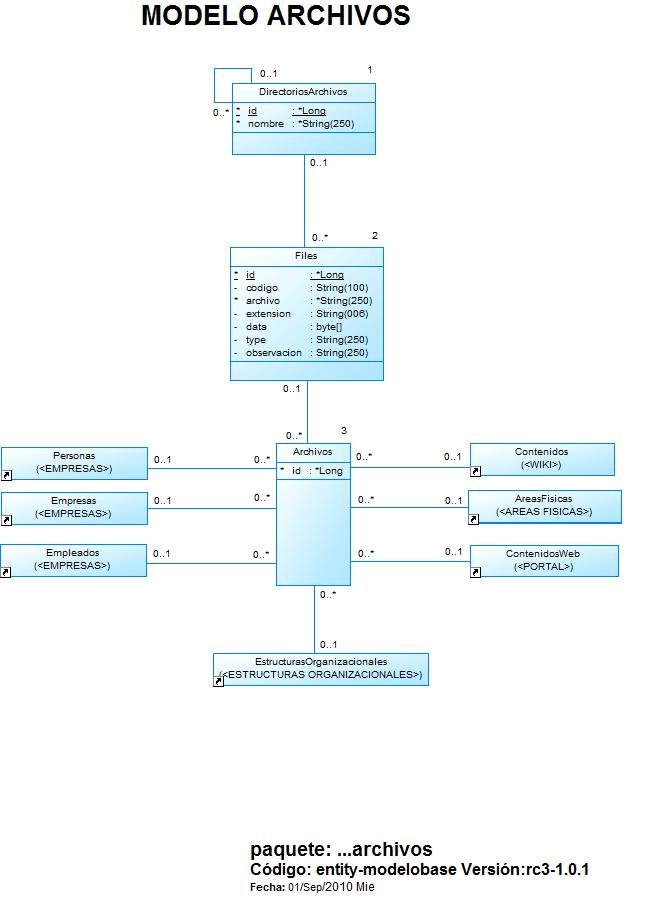 MODELO ARCHIVOS
0..1
1
DirectoriosArchivos
0..*
* id : *Long
* nombre : *String(250)
0..1
0..*
2
Files
* id : *Long
- codigo : String(100)
* archivo : *String(250)
- extension : String(006)
- data : byte[]
- type : String(250)
- observacion : String(250)
0..1
0..*
3
Archivos
* id : *Long
Personas
(<EMPRESAS>)
0..1
0..*
0..*
0..1
Contenidos
(<WIKI>)
Empresas
(<EMPRESAS>)
0..1
0..*
0..*
0..1
AreasFisicas
(<AREAS FISICAS>)
Empleados
(<EMPRESAS>)
0..1
0..*
0..*
0..1
ContenidosWeb
(<PORTAL>)
0..*
0..1
EstructurasOrganizacionales
(<ESTRUCTURAS ORGANIZACIONALES>)
paquete: ...archivos
Código: entity-modelobase Versión:rc3-1.0.1
Fecha: 01/Sep/2010 Mie